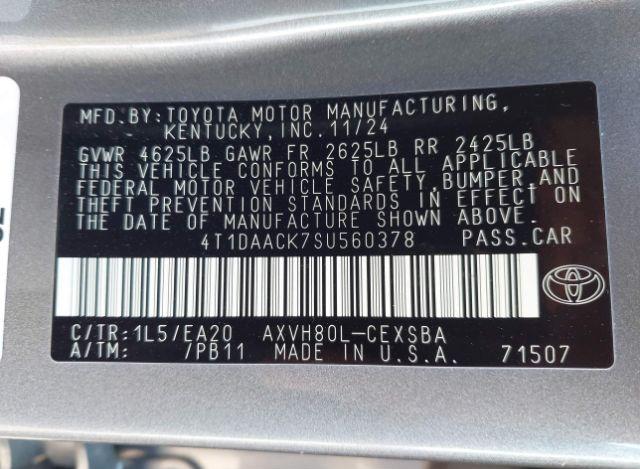 MFD.BY:TOYOTA MOTOR MANUFACTURING,
KENTUCKY,INC.11/24
GVWR 4625LB GAWR FR 2625LB RR 2425LB
THIS VEHICLE CONFORMS TO ALL APPLICABLE
FEDERAL MOTOR VEHICLE SAFETY,BUMPER,AND
THEFT PREVENTION STANDARDS IN EFFECT ON
THE DATE OF MANUFACTURE SHOWN ABOVE.
4T1DAACK7SU560378 PASS.CAR
C/TR:1L5/EA20 AXVH80L-CEXSBA
A/TM: /PB11 MADE IN U.S.A. 71507